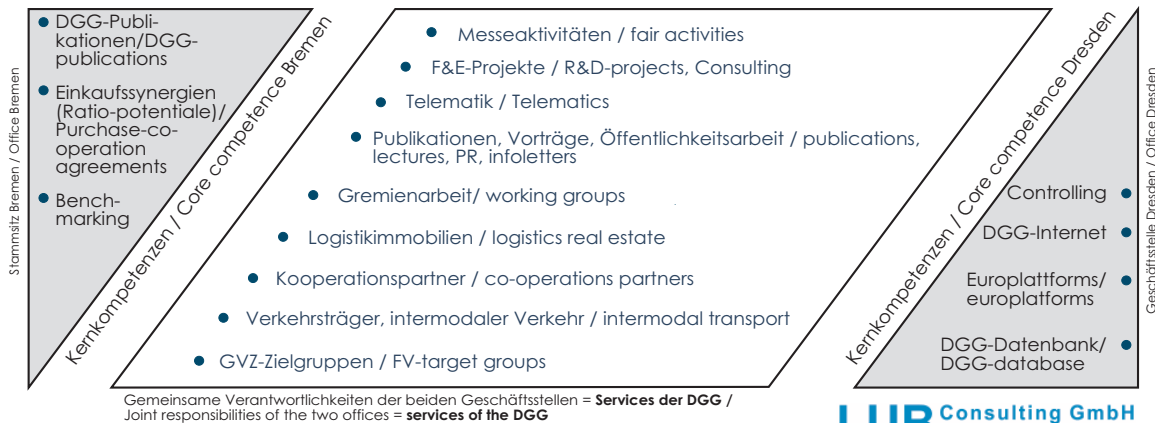 Stammsitz Bremen / Office Bremen
DGG-Publi-
kationen/DGG-
publications
Einkaufssynergien
(Ratio-potentiale)/
Purchase-co-
operation
agreements
Bench-
marking
Kernkompetenzen / Core competence Bremen
Messeaktivitäten / fair activities
F&E-Projekte / R&D-projects, Consulting
Telematik / Telematics
Publikationen, Vorträge, Öffentlichkeitsarbeit / publications,
lectures, PR, infoletters
Gremienarbeit/ working groups
Logistikimmobilien / logistics real estate
Kooperationspartner / co-operations partners
Verkehrsträger, intermodaler Verkehr / intermodal transport
GVZ-Zielgruppen / FV-target groups
Kernkompetenzen / Core competence Dresden
Controlling
DGG-Internet
Europlattforms/
europlatforms
DGG-Datenbank/
DGG-database
Geschäftsstelle Dresden / Office Dresden
Gemeinsame Verantwortlichkeiten der beiden Geschäftsstellen = Services der DGG /
Joint responsibilities of the two offices = services of the DGG
LUB Consulting GmbH